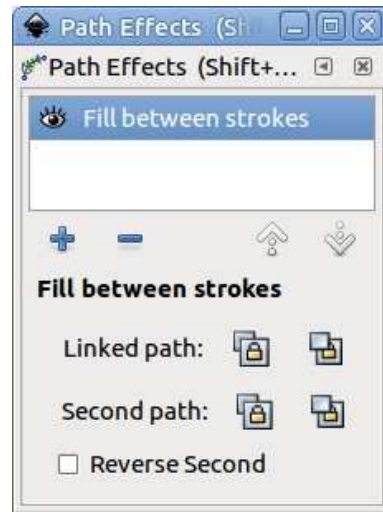 Path Effects (Sh
Path Effects (Shift+...
Fill between strokes
Fill between strokes
Linked path:
Second path:
Reverse Second